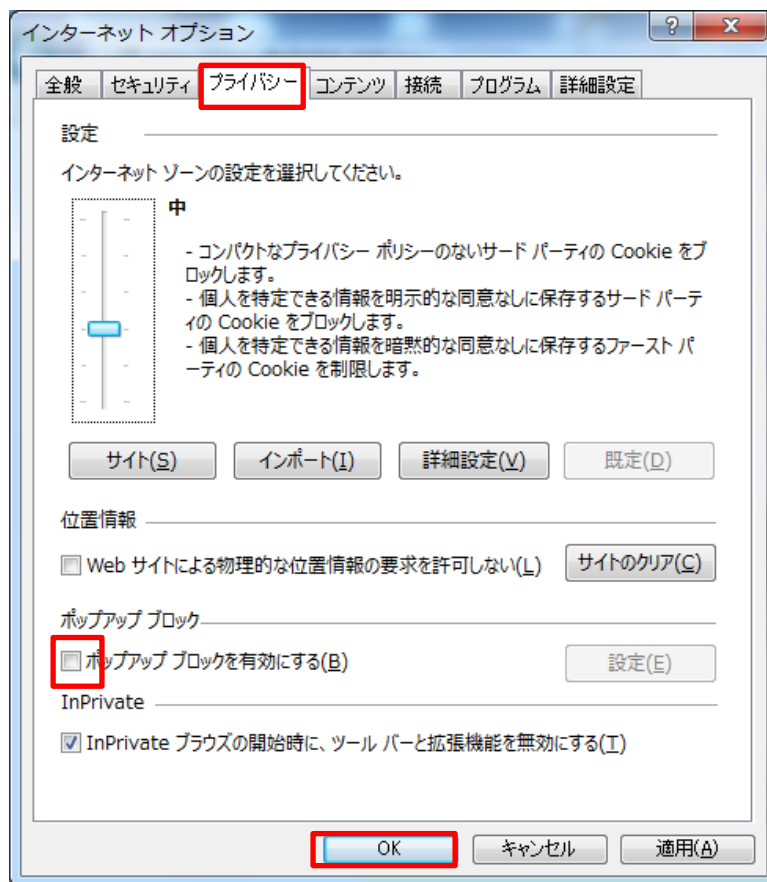 インターネット オプション
全般 セキュリティ プライバシー コンテンツ 接続 プログラム 詳細設定
設定
インターネット ゾーンの設定を選択してください。
中
- コンパクトなプライバシー ポリシーのないサード パーティの Cookie をブ
ロックします。
- 個人を特定できる情報を明示的な同意なしに保存するサード パーテ
ィの Cookie をブロックします。
- 個人を特定できる情報を暗黙的な同意なしに保存するファースト パ
ーティの Cookie を制限します。
サイト(S) インポート(I) 詳細設定(V) 既定(D)
位置情報
Web サイトによる物理的な位置情報の要求を許可しない(L) サイトのクリア(C)
ポップアップ ブロック
ポップアップ ブロックを有効にする(B) 設定(E)
InPrivate
InPrivate ブラウズの開始時に、ツール バーと拡張機能を無効にする(T)
OK キャンセル 適用(A)